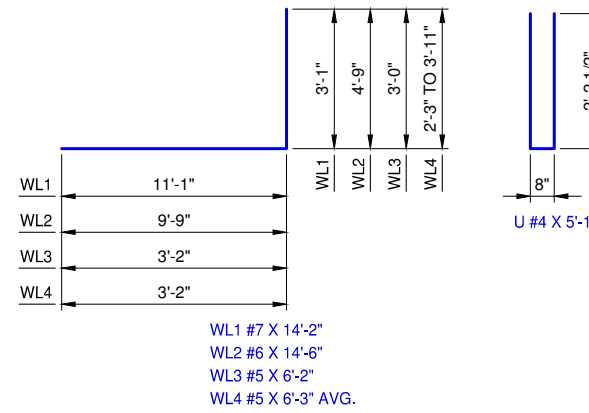 3'-1"
4'-9"
3'-0"
2'-3" TO 3'-11"
WL1
WL2
WL3
WL4
WL1 11'-1"
WL2 9'-9"
WL3 3'-2"
WL4 3'-2"
8"
U #4 X 5'-1
WL1 #7 X 14'-2"
WL2 #6 X 14'-6"
WL3 #5 X 6'-2"
WL4 #5 X 6'-3" AVG.